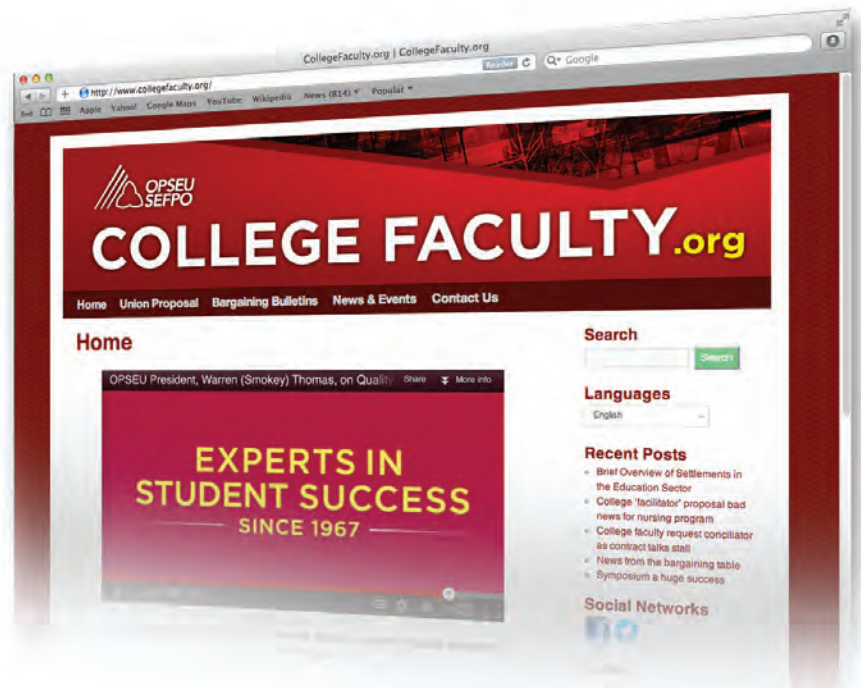 CollegeFaculty.org | CollegeFaculty.org
http://www.collegefaculty.org/
Reader
Google
Apple Yahoo! Google Maps YouTube Wikipedia News (814) Popular
OPSEU
SEFPO
COLLEGE FACULTY.org
Home Union Proposal Bargaining Bulletins News & Events Contact Us
Home
OPSEU President, Warren (Smokey) Thomas, on Quality Share More info
EXPERTS IN
STUDENT SUCCESS
SINCE 1967
Search
Search
Languages
English
Recent Posts
Brief Overview of Settlements in
the Education Sector
College 'facilitator' proposal bad
news for nursing program
College faculty request conciliator
as contract talks stall
News from the bargaining table
Symposium a huge success
Social Networks